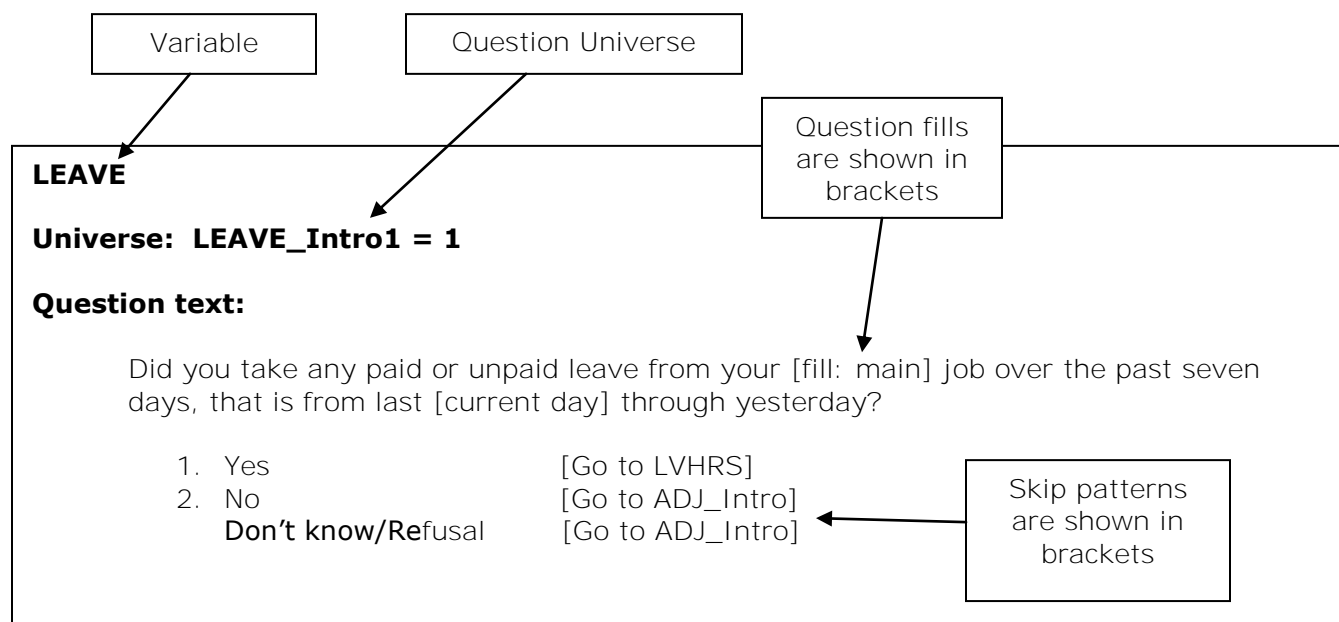 Variable
Question Universe
Question fills
are shown in
brackets
LEAVE
Universe: LEAVE_Intro1 = 1
Question text:
Did you take any paid or unpaid leave from your [fill: main] job over the past seven
days, that is from last [current day] through yesterday?
1. Yes [Go to LVHRS]
2. No [Go to ADJ_Intro]
Don't know/Refusal [Go to ADJ_Intro]
Skip patterns
are shown in
brackets